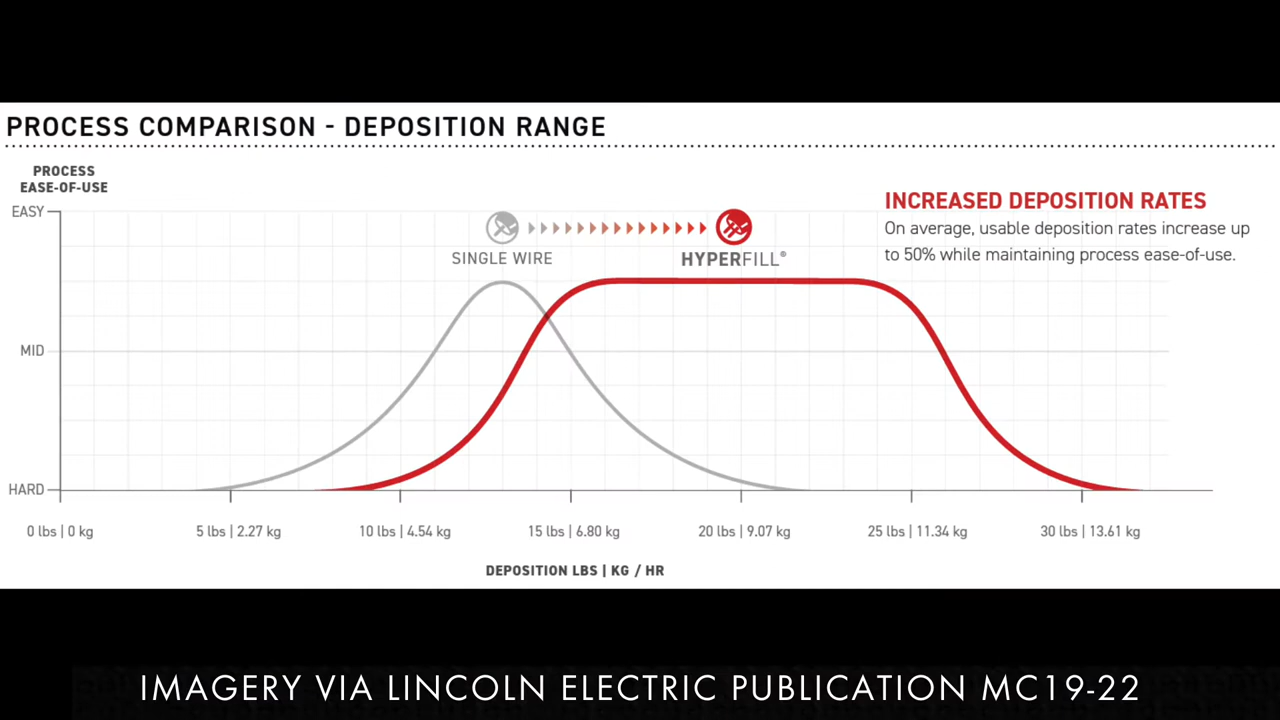 PROCESS COMPARISON - DEPOSITION RANGE
PROCESS
EASE-OF-USE
EASY
MID
HARD
SINGLE WIRE
HYPERFILL®
INCREASED DEPOSITION RATES
On average, usable deposition rates increase up
to 50% while maintaining process ease-of-use.
0 lbs | 0 kg
5 lbs | 2.27 kg
10 lbs | 4.54 kg
15 lbs | 6.80 kg
20 lbs | 9.07 kg
25 lbs | 11.34 kg
30 lbs | 13.61 kg
DEPOSITION LBS | KG / HR
IMAGERY VIA LINCOLN ELECTRIC PUBLICATION MC19-22